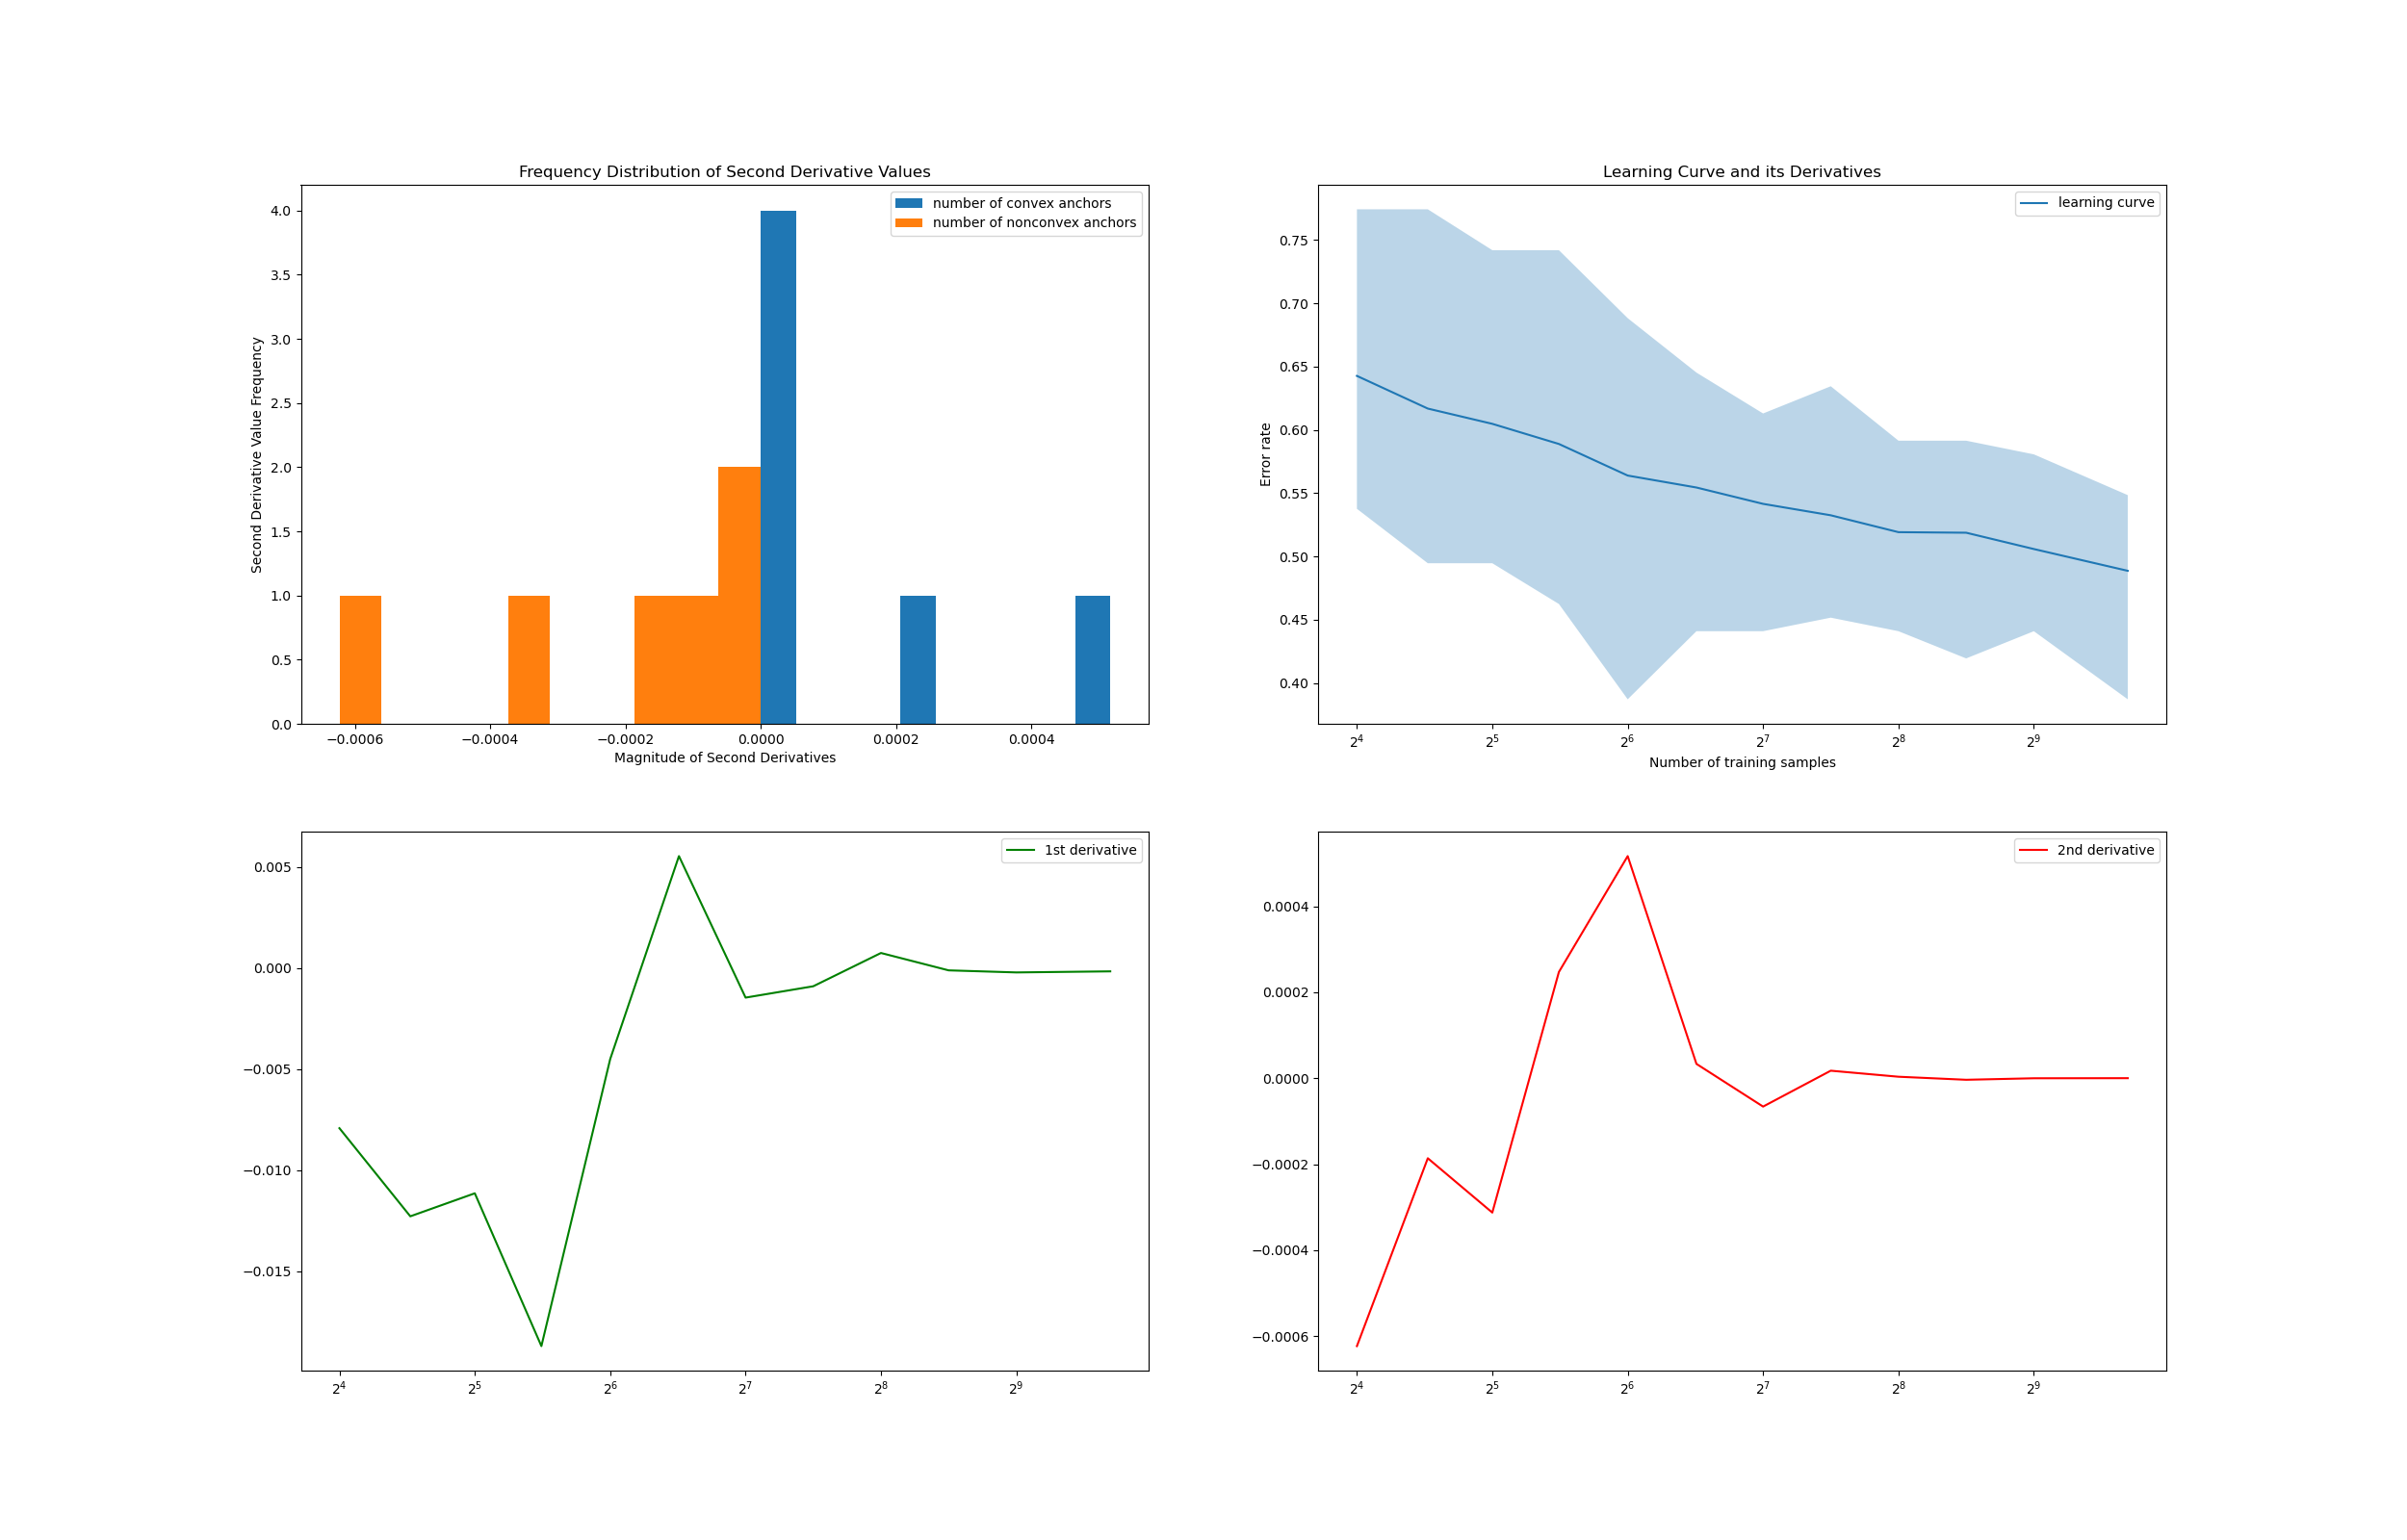 Frequency Distribution of Second Derivative Values
number of convex anchors
number of nonconvex anchors
4.0
3.5
3.0
2.5
2.0
1.5
1.0
0.5
0.0
Second Derivative Value Frequency
−0.0006 −0.0004 −0.0002 0.0000 0.0002 0.0004
Magnitude of Second Derivatives
Learning Curve and its Derivatives
learning curve
0.75
0.70
0.65
0.60
0.55
0.50
0.45
0.40
Error rate
2⁴ 2⁵ 2⁶ 2⁷ 2⁸ 2⁹
Number of training samples
1st derivative
0.005
0.000
−0.005
−0.010
−0.015
2⁴ 2⁵ 2⁶ 2⁷ 2⁸ 2⁹
2nd derivative
0.0004
0.0002
0.0000
−0.0002
−0.0004
−0.0006
2⁴ 2⁵ 2⁶ 2⁷ 2⁸ 2⁹